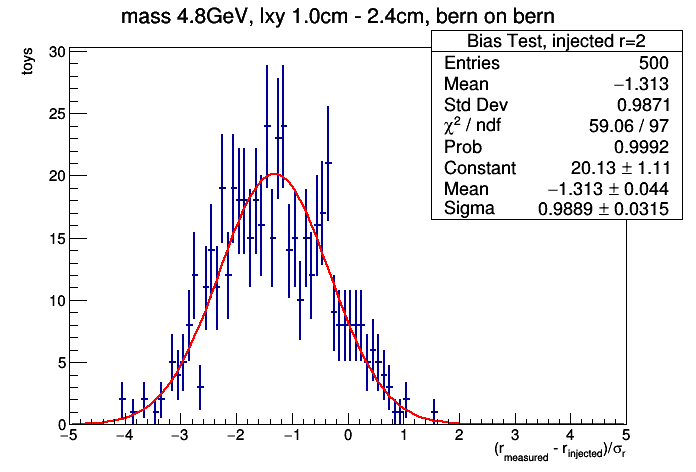 mass 4.8GeV, lxy 1.0cm - 2.4cm, bern on bern
Bias Test, injected r=2
Entries 500
Mean −1.313
Std Dev 0.9871
χ² / ndf 59.06 / 97
Prob 0.9992
Constant 20.13 ± 1.11
Mean −1.313 ± 0.044
Sigma 0.9889 ± 0.0315
toys
30
25
20
15
10
5
0
−5 −4 −3 −2 −1 0 1 2 3 4 5
(r_measured - r_injected)/σ_r